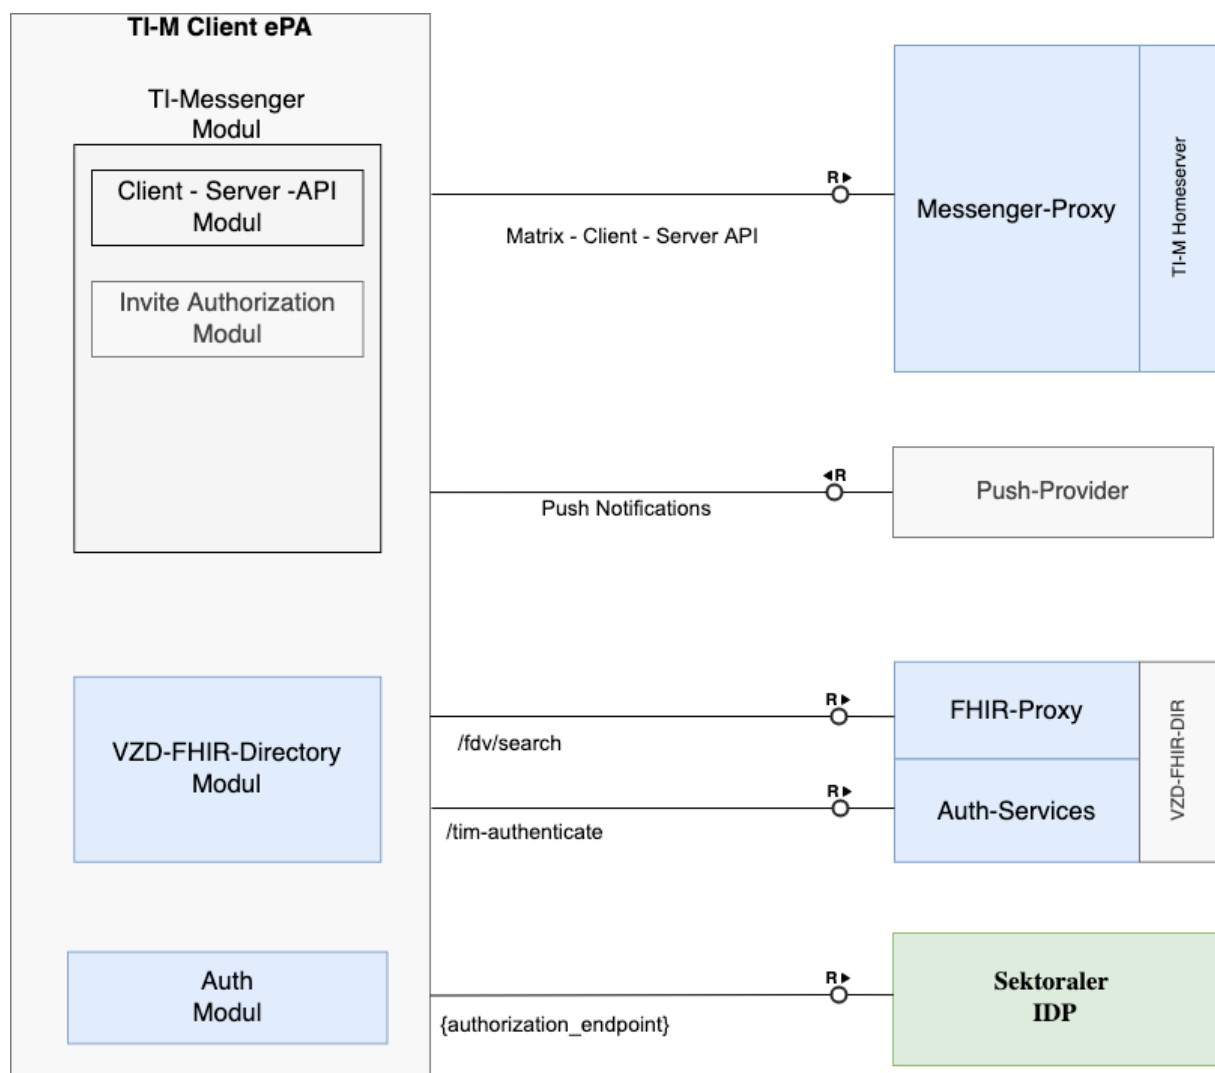 TI-M Client ePA
TI-Messenger
Modul
Client - Server -API
Modul
Invite Authorization
Modul
R
Matrix - Client - Server API
Messenger-Proxy
TI-M Homeserver
R
Push Notifications
Push-Provider
VZD-FHIR-Directory
Modul
R
/fdv/search
FHIR-Proxy
R
/tim-authenticate
Auth-Services
VZD-FHIR-DIR
Auth
Modul
R
{authorization_endpoint}
Sektoraler
IDP